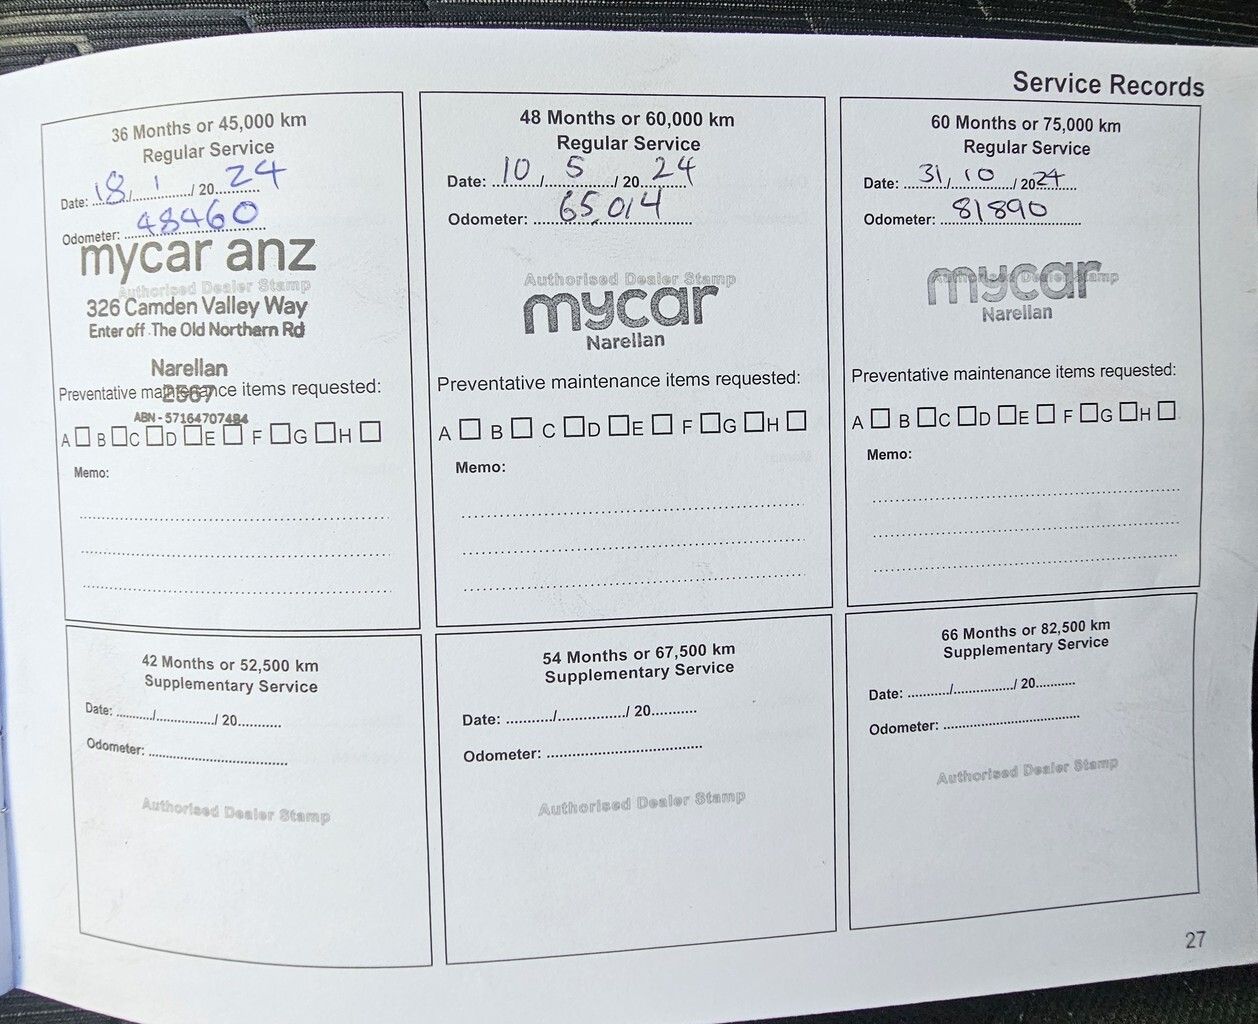 Service Records
36 Months or 45,000 km
Regular Service
Date: 18/1/2024
Odometer: 48460
mycar anz
Authorised Dealer Stamp
326 Camden Valley Way
Enter off The Old Northern Rd
Narellan
2567
Preventative maintenance items requested:
ABN - 57164707484
A B C D E F G H
Memo:
48 Months or 60,000 km
Regular Service
Date: 10/5/2024
Odometer: 65014
Authorised Dealer Stamp
mycar
Narellan
Preventative maintenance items requested:
A B C D E F G H
Memo:
60 Months or 75,000 km
Regular Service
Date: 31/10/2024
Odometer: 81890
Authorised Dealer Stamp
mycar
Narellan
Preventative maintenance items requested:
A B C D E F G H
Memo:
42 Months or 52,500 km
Supplementary Service
Date: ........../................/ 20...........
Odometer: ....................................
Authorised Dealer Stamp
54 Months or 67,500 km
Supplementary Service
Date: ........../................/ 20...........
Odometer: ....................................
Authorised Dealer Stamp
66 Months or 82,500 km
Supplementary Service
Date: ........../................/ 20...........
Odometer: ....................................
Authorised Dealer Stamp
27